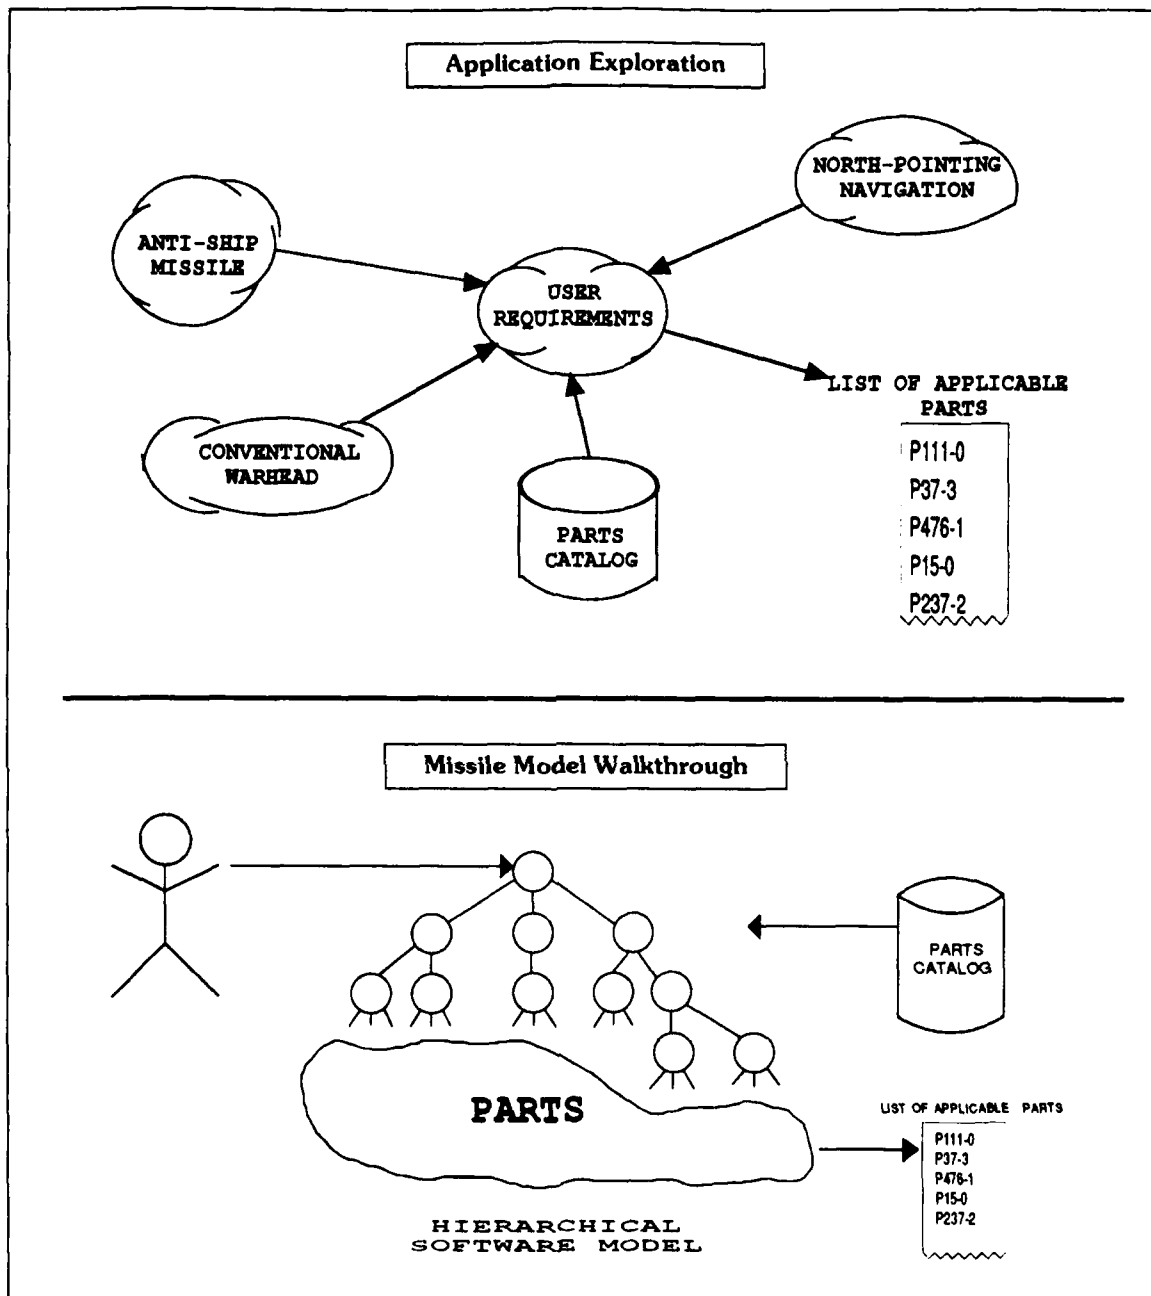 Application Exploration
NORTH-POINTING
NAVIGATION
ANTI-SHIP
MISSILE
USER
REQUIREMENTS
LIST OF APPLICABLE
PARTS
CONVENTIONAL
WARHEAD
PARTS
CATALOG
P111-0
P37-3
P476-1
P15-0
P237-2
Missile Model Walkthrough
PARTS
CATALOG
PARTS
LIST OF APPLICABLE PARTS
P111-0
P37-3
P476-1
P15-0
P237-2
HIERARCHICAL
SOFTWARE MODEL